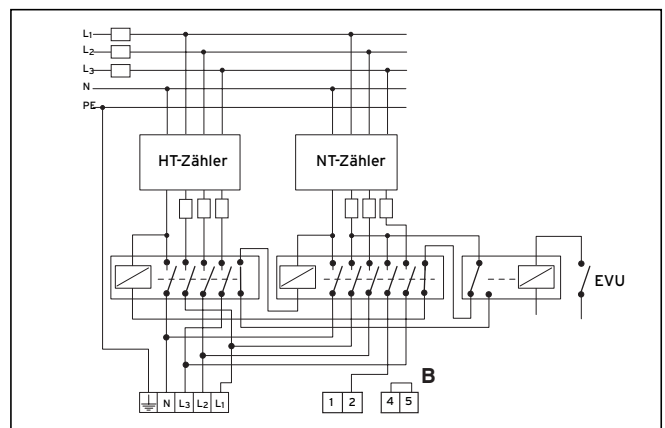 L1
L2
L3
N
PE
HT-Zähler NT-Zähler
EVU
B
N L3 L2 L1 1 2 4 5